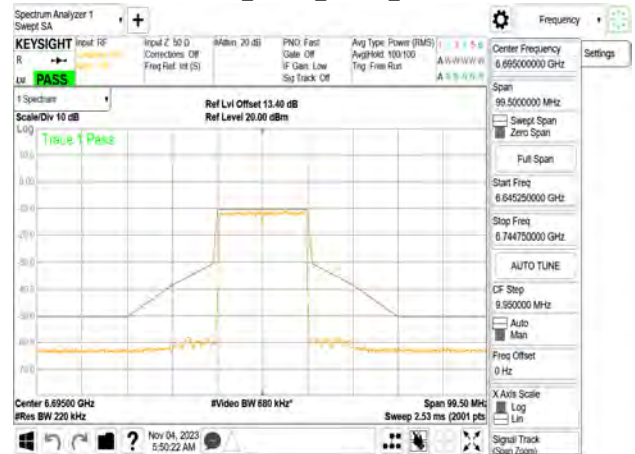 Spectrum Analyzer 1
Swept SA
+
Frequency
KEYSIGHT
Input: RF
Input Z: 50 Ω
#Atten: 20 dB
PNO: Fast
Avg Type: Power (RMS)
Corrections: Off
Gate: Off
Avg|Hold: 100/100
Freq Ref: Int (S)
IF Gain: Low
Trig: Free Run
Sig Track: Off
LU PASS
Center Frequency
6.695000000 GHz
Settings
Span
99.5000000 MHz
Swept Span
Zero Span
Full Span
Start Freq
6.645250000 GHz
Stop Freq
6.744750000 GHz
AUTO TUNE
CF Step
9.950000 MHz
Auto
Man
Freq Offset
0 Hz
X Axis Scale
Log
Lin
Signal Track
(Span Zoom)
1 Spectrum
Scale/Div 10 dB
Ref Lvl Offset 13.40 dB
Ref Level 20.00 dBm
Log
Trace 1 Pass
Center 6.69500 GHz
#Video BW 680 kHz*
Span 99.50 MHz
#Res BW 220 kHz
Sweep 2.53 ms (2001 pts
?
Nov 04, 2023
5:50:22 AM